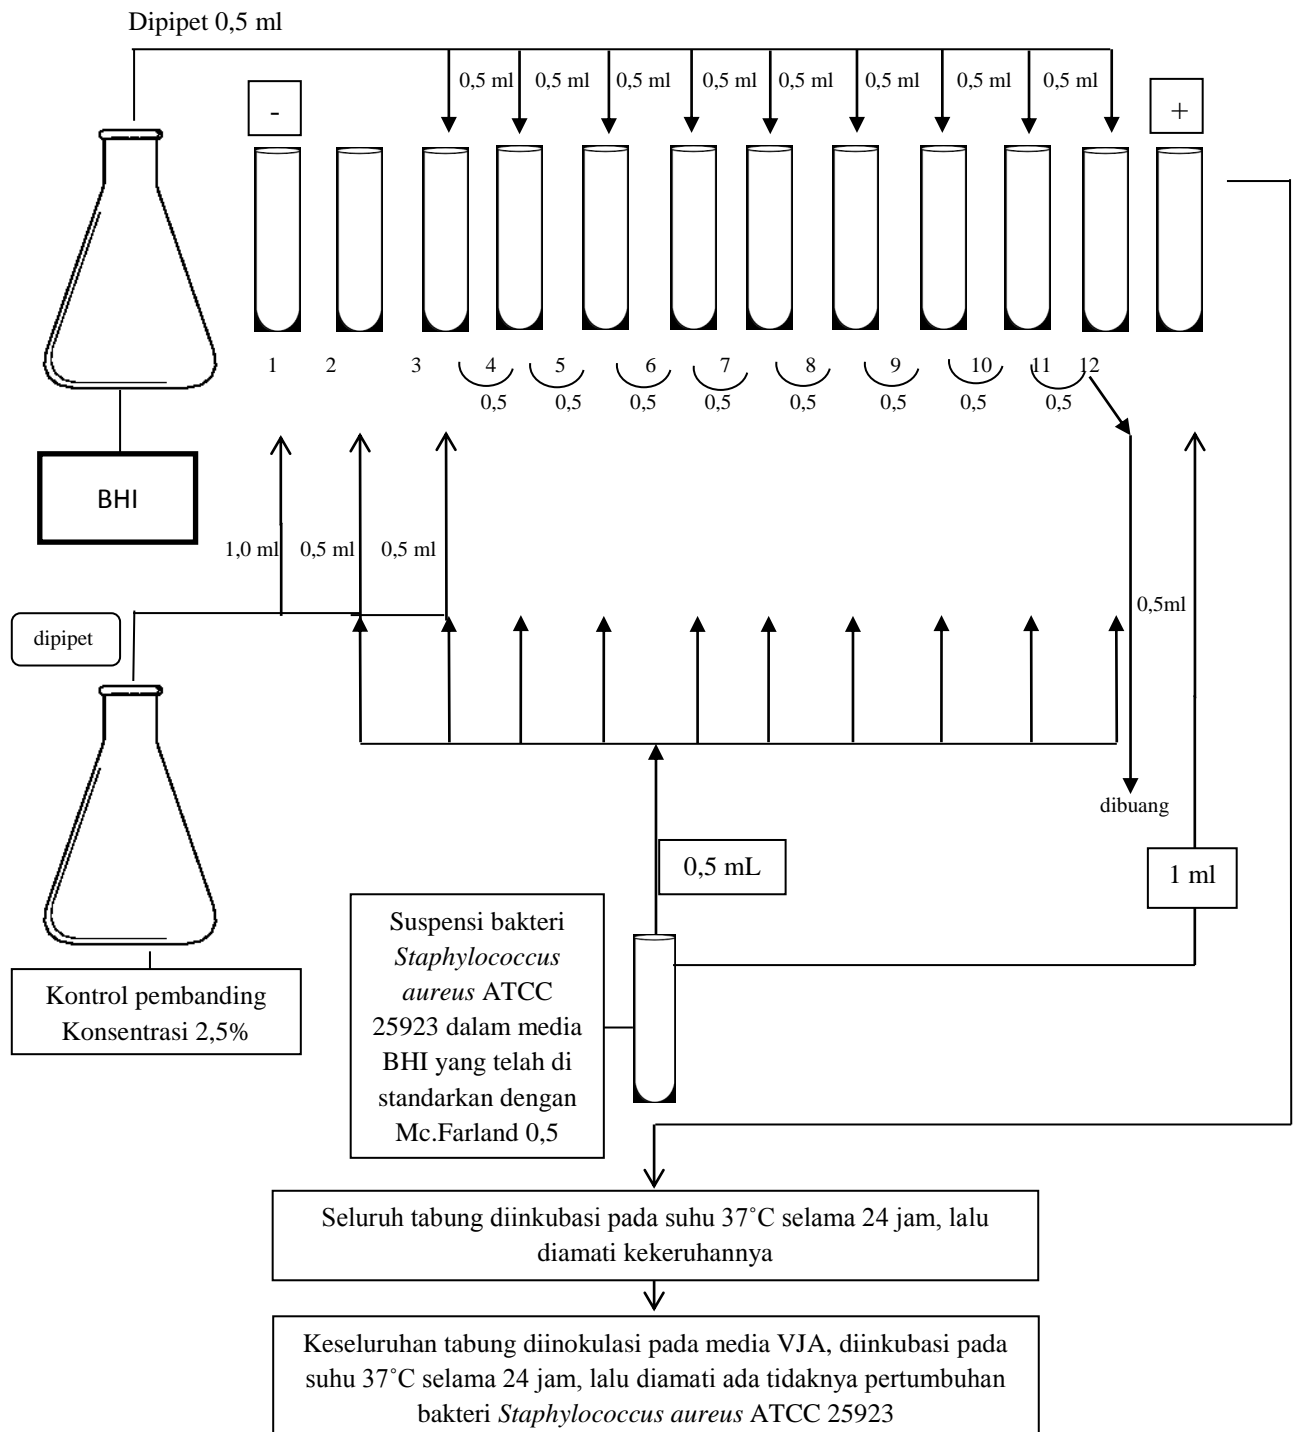 Dipipet 0,5 ml
0,5 ml 0,5 ml 0,5 ml 0,5 ml 0,5 ml 0,5 ml 0,5 ml 0,5 ml
- +
1 2 3 4 5 6 7 8 9 10 11 12
0,5 0,5 0,5 0,5 0,5 0,5 0,5 0,5
BHI
1,0 ml 0,5 ml 0,5 ml
0,5ml
dipipet
dibuang
0,5 mL
1 ml
Suspensi bakteri
Staphylococcus
aureus ATCC
25923 dalam media
BHI yang telah di
standarkan dengan
Mc.Farland 0,5
Kontrol pembanding
Konsentrasi 2,5%
Seluruh tabung diinkubasi pada suhu 37˚C selama 24 jam, lalu
diamati kekeruhannya
Keseluruhan tabung diinokulasi pada media VJA, diinkubasi pada
suhu 37˚C selama 24 jam, lalu diamati ada tidaknya pertumbuhan
bakteri Staphylococcus aureus ATCC 25923